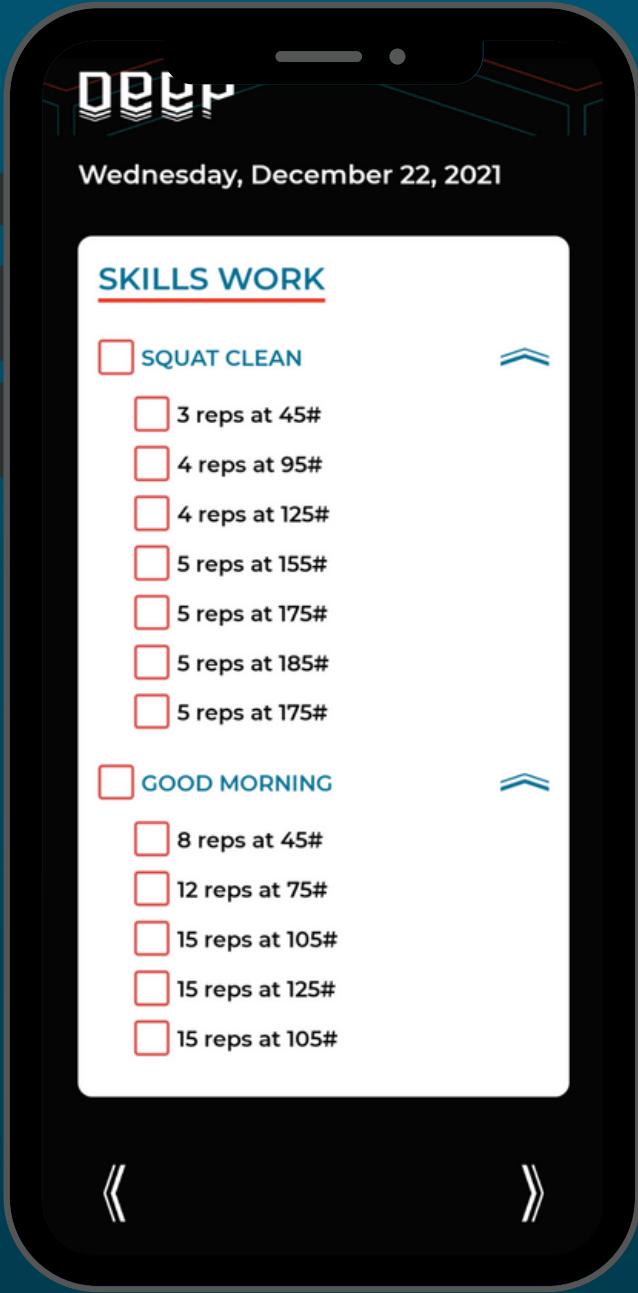 DEEP
Wednesday, December 22, 2021
SKILLS WORK
SQUAT CLEAN
3 reps at 45#
4 reps at 95#
4 reps at 125#
5 reps at 155#
5 reps at 175#
5 reps at 185#
5 reps at 175#
GOOD MORNING
8 reps at 45#
12 reps at 75#
15 reps at 105#
15 reps at 125#
15 reps at 105#